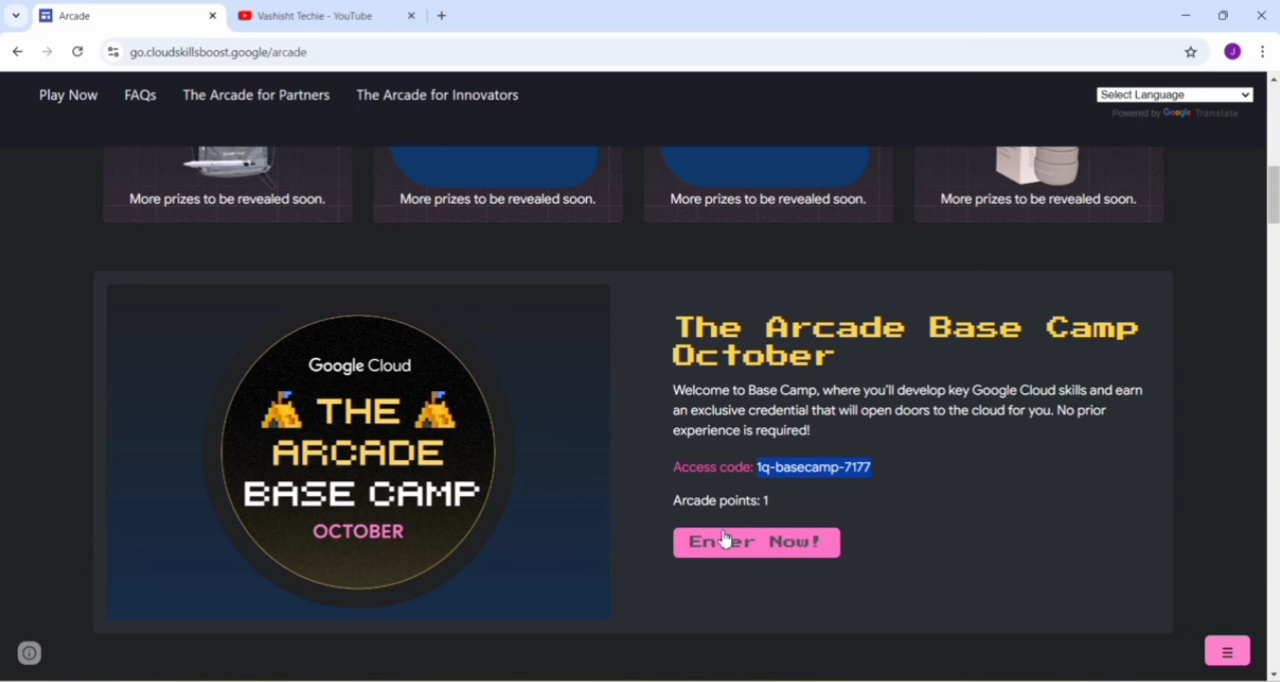 Arcade
Vashisht Techie - YouTube
go.cloudskillsboost.google/arcade
J
Play Now
FAQs
The Arcade for Partners
The Arcade for Innovators
Select Language
Powered by Google Translate
More prizes to be revealed soon.
More prizes to be revealed soon.
More prizes to be revealed soon.
More prizes to be revealed soon.
Google Cloud
THE
ARCADE
BASE CAMP
OCTOBER
The Arcade Base Camp
October
Welcome to Base Camp, where you'll develop key Google Cloud skills and earn
an exclusive credential that will open doors to the cloud for you. No prior
experience is required!
Access code: 1q-basecamp-7177
Arcade points: 1
Enter Now!